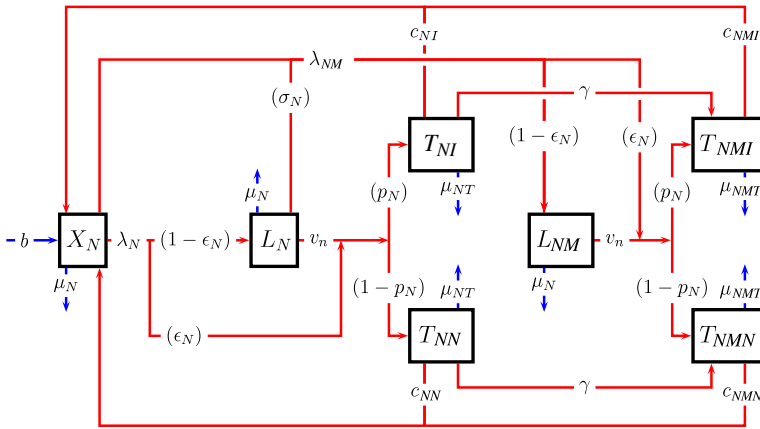 c_{NI} c_{NMI}
λ_{NM}
(σ_N) γ
(1 − ϵ_N) (ϵ_N)
T_{NI} T_{NMI}
μ_N (p_N) μ_{NT} (p_N) μ_{NMT}
b X_N λ_N (1 − ϵ_N) L_N v_n L_{NM} v_n
μ_N (1 − p_N) μ_{NT} μ_N (1 − p_N) μ_{NMT}
(ϵ_N) T_{NN} T_{NMN}
c_{NN} γ c_{NMN}